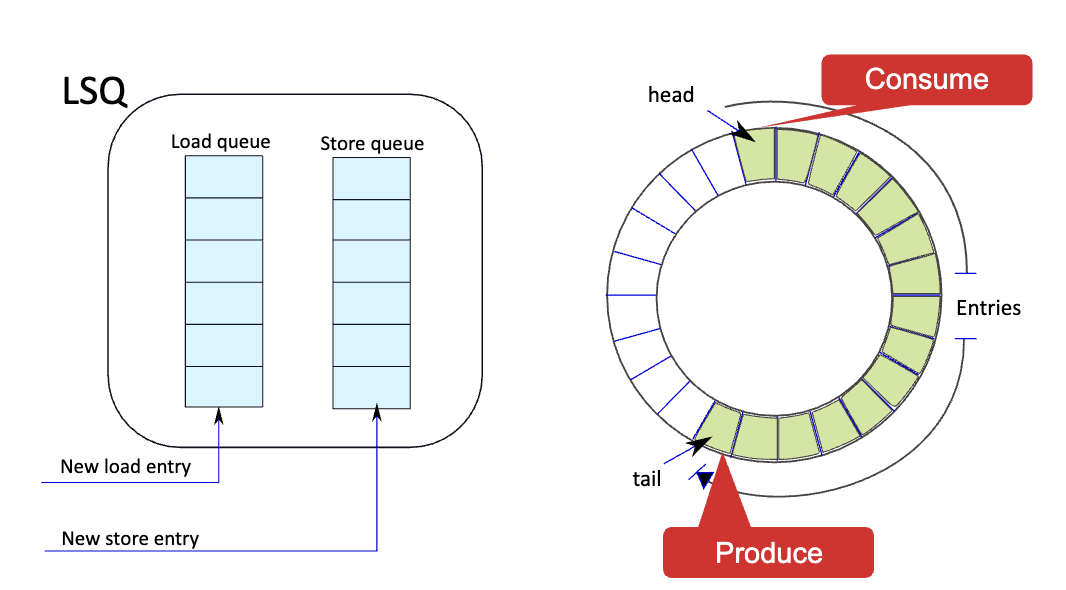 LSQ
Load queue
Store queue
New load entry
New store entry
head
Consume
Entries
tail
Produce